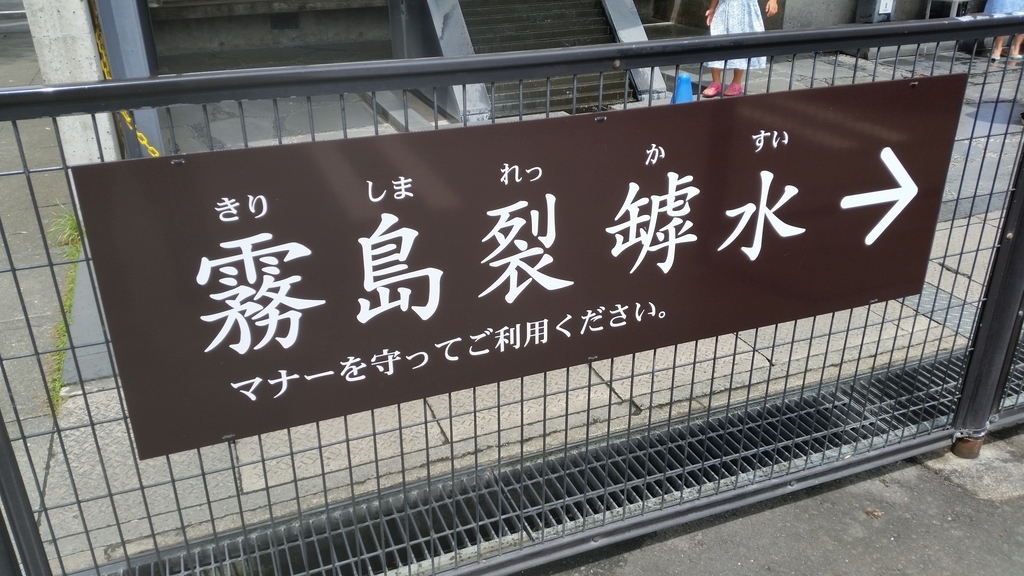 きり しま れっ か すい
霧島裂罅水 →
マナーを守ってご利用ください。